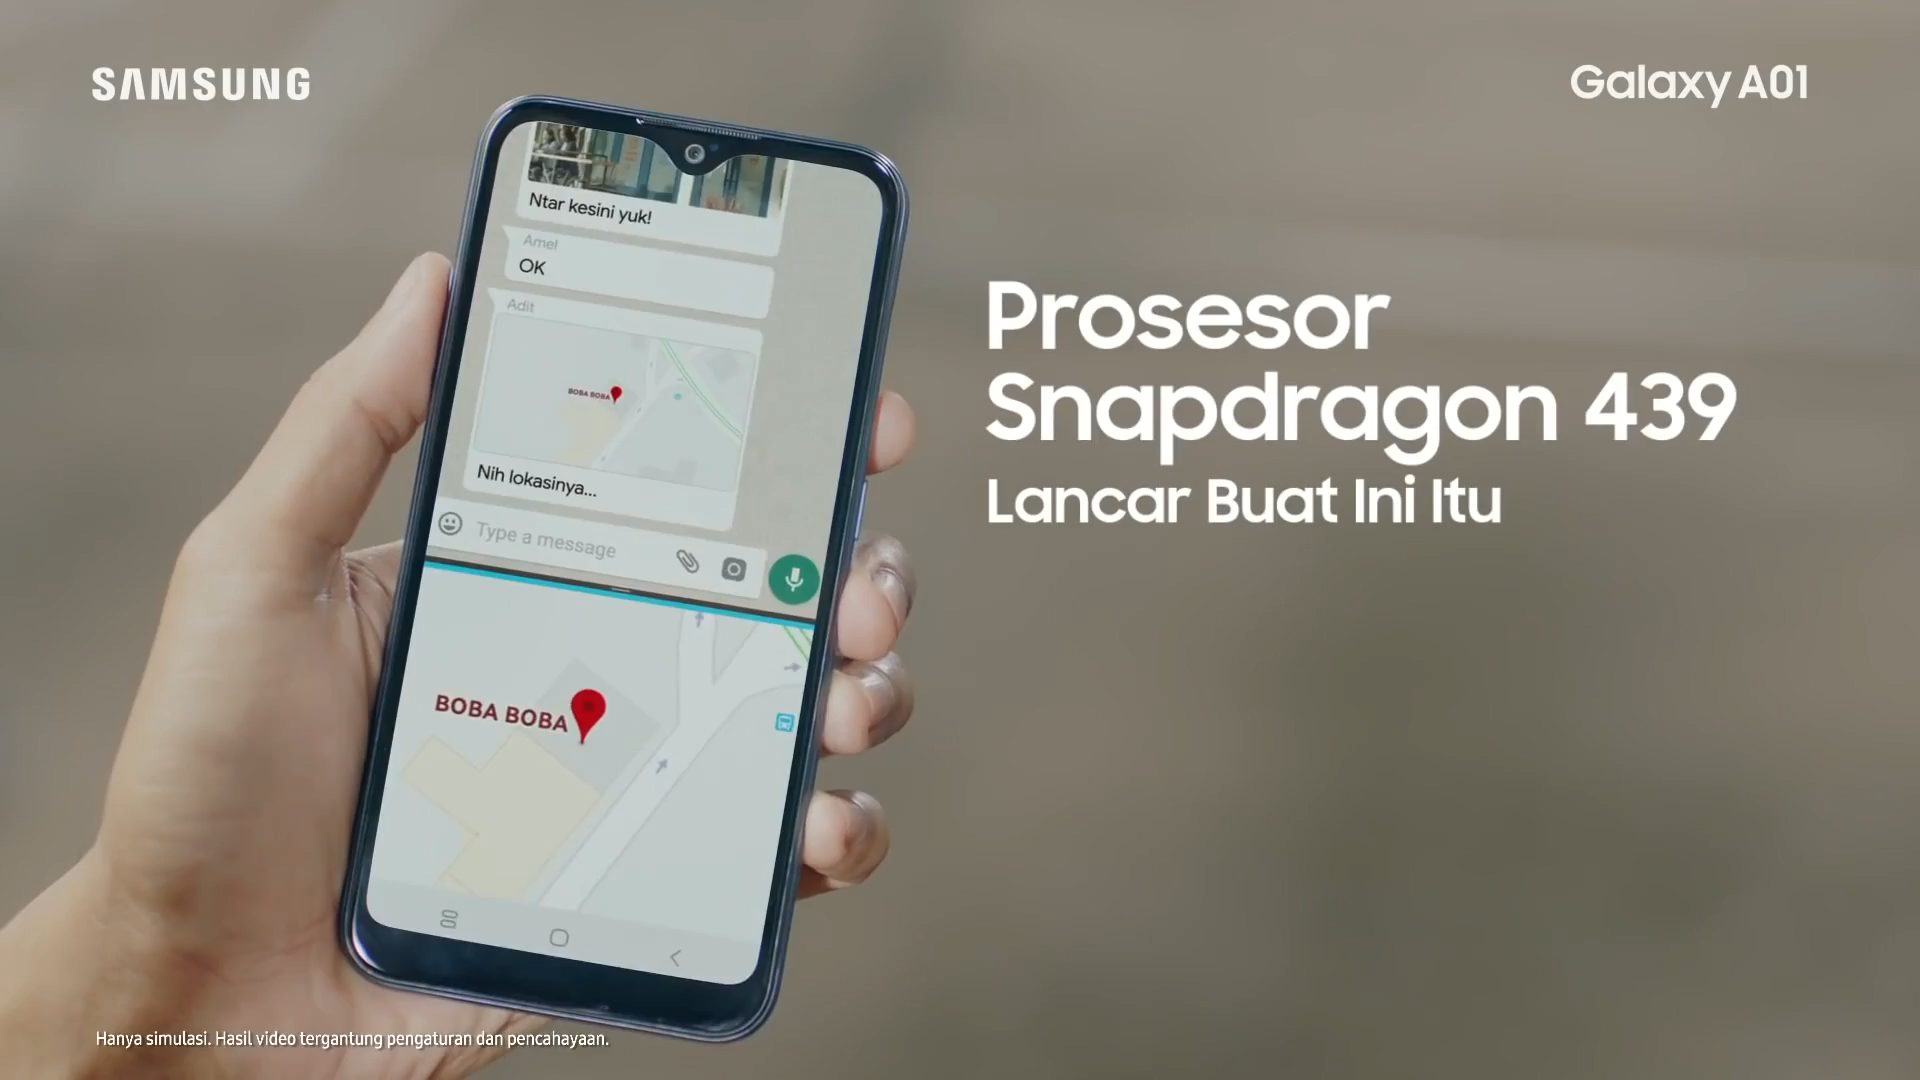 SAMSUNG
Galaxy A01
Ntar kesini yuk!
Amel
OK
Adit
BOBA BOBA
Nih lokasinya...
Type a message
BOBA BOBA
Prosesor
Snapdragon 439
Lancar Buat Ini Itu
Hanya simulasi. Hasil video tergantung pengaturan dan pencahayaan.